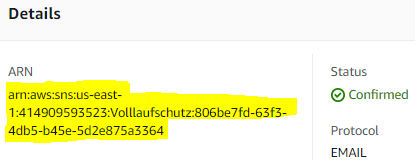 Details
ARN
arn:aws:sns:us-east-
1:414909593523:Volllaufschutz:806be7fd-63f3-
4db5-b45e-5d2e875a3364
Status
Confirmed
Protocol
EMAIL